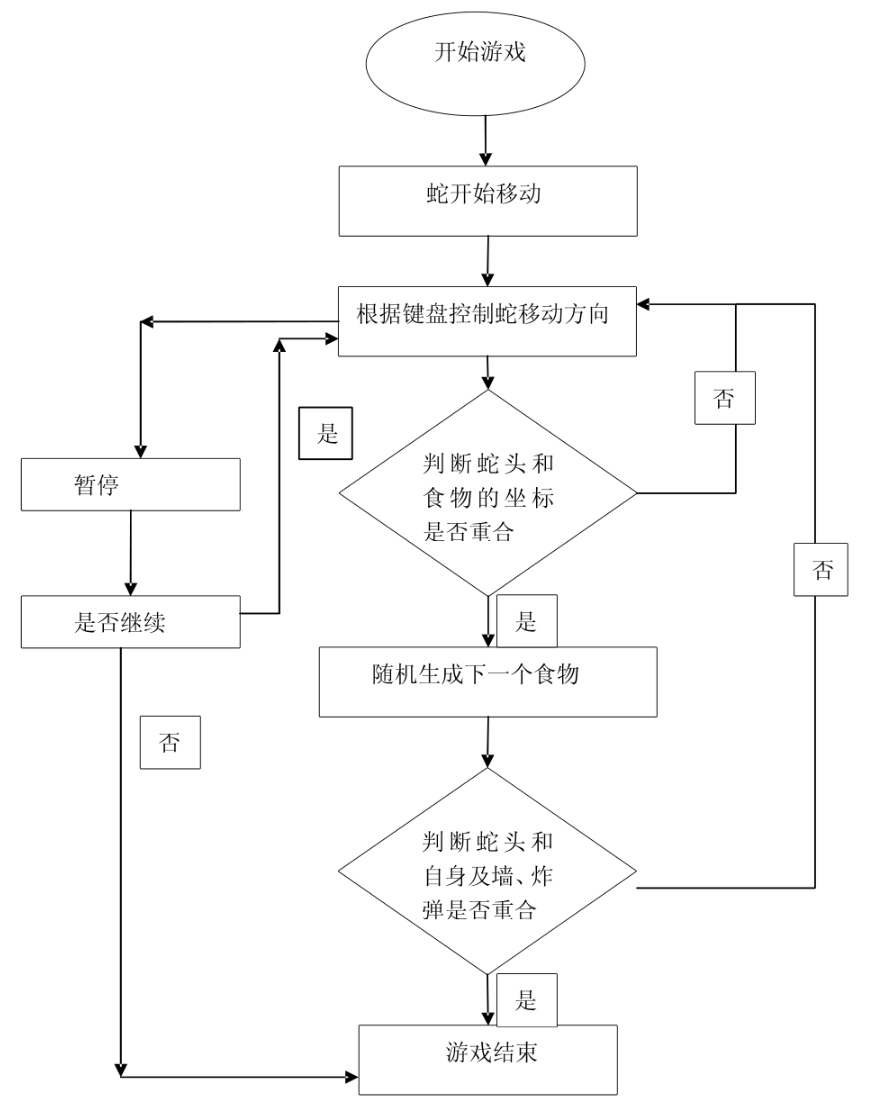 开始游戏
蛇开始移动
根据键盘控制蛇移动方向
否
是
判断蛇头和
食物的坐标
是否重合
暂停
否
是否继续
是
随机生成下一个食物
否
判断蛇头和
自身及墙、炸
弹是否重合
是
游戏结束